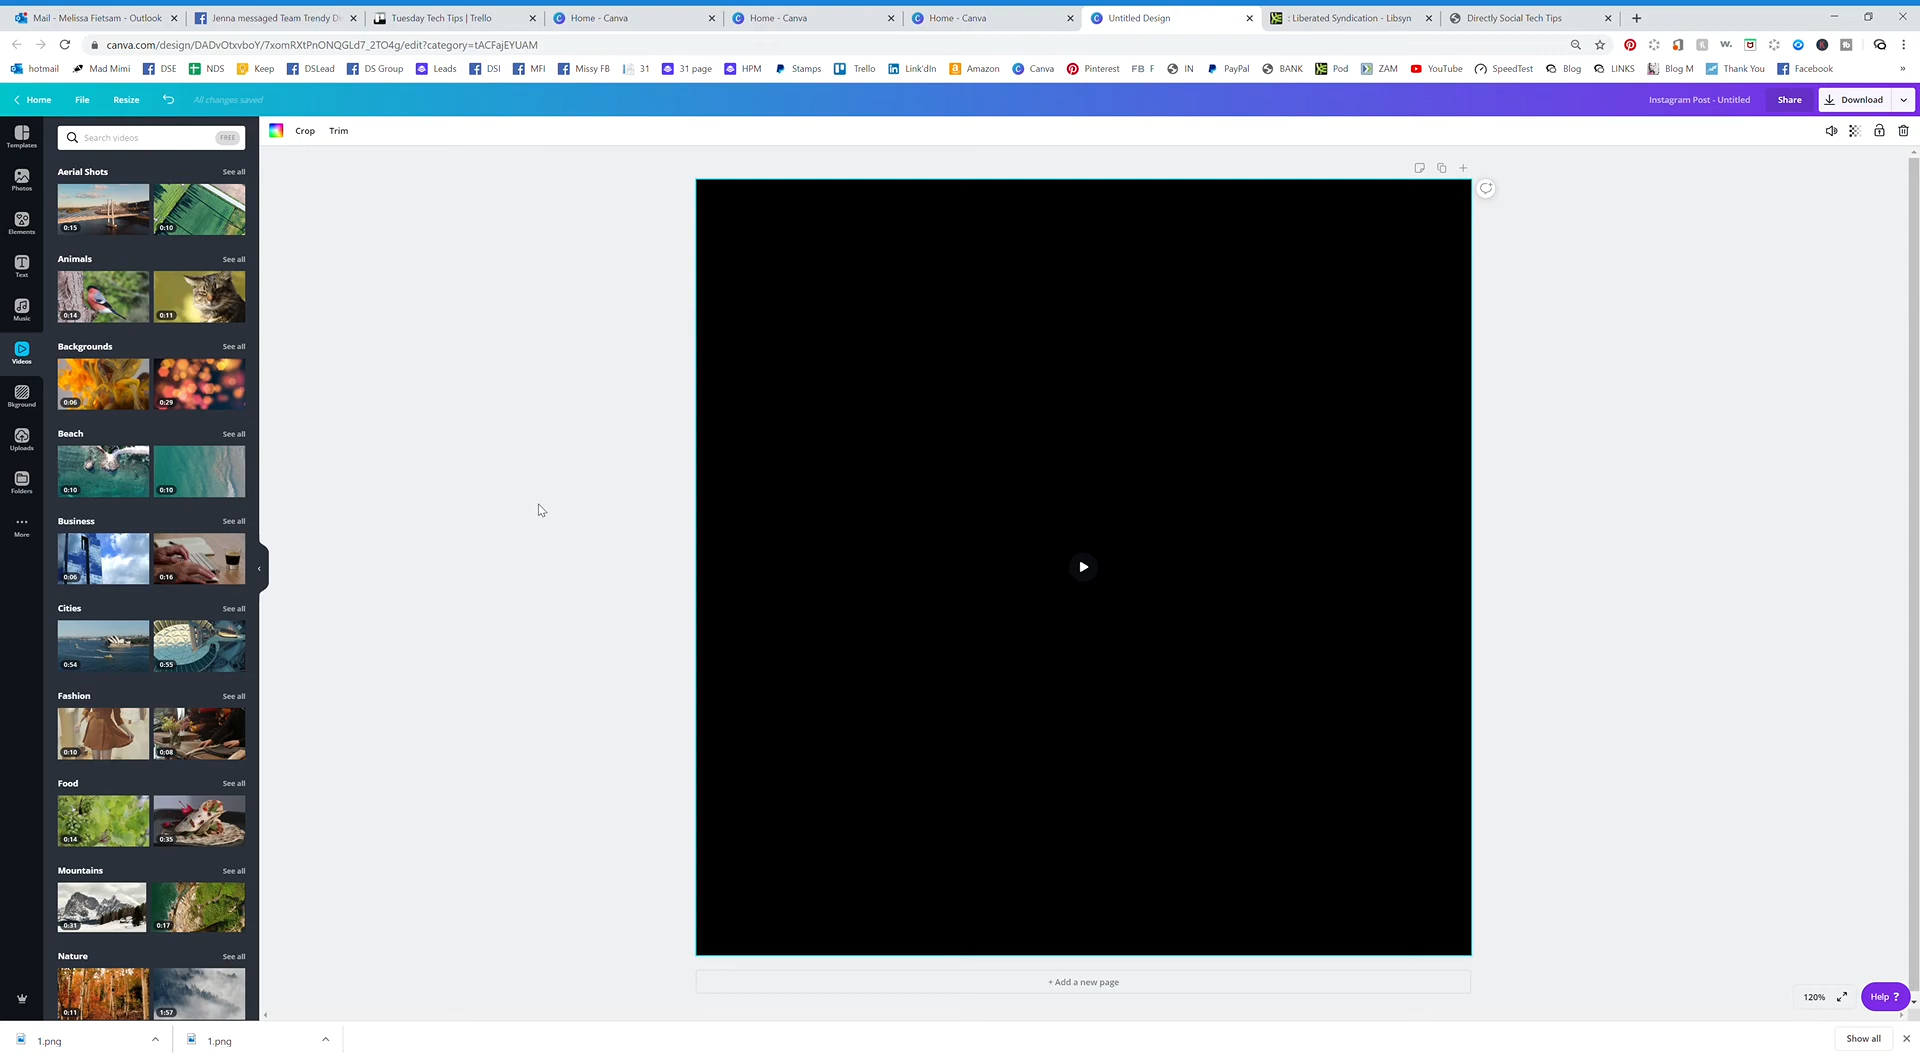 Mail - Melissa Fietsam - Outlook
Jenna messaged Team Trendy Di
Tuesday Tech Tips | Trello
Home - Canva
Home - Canva
Home - Canva
Untitled Design
: Liberated Syndication - Libsyn
Directly Social Tech Tips
canva.com/design/DADvOtxvboY/7xomRXtPnONQGLd7_2TO4g/edit?category=tACFajEYUAM
hotmail
Mad Mimi
DSE
NDS
Keep
DSLead
DS Group
Leads
DSI
MFI
Missy FB
31
31 page
HPM
Stamps
Trello
Link'dIn
Amazon
Canva
Pinterest
FB F
IN
PayPal
BANK
Pod
ZAM
YouTube
SpeedTest
Blog
LINKS
Blog M
Thank You
Facebook
Home
File
Resize
All changes saved
Instagram Post - Untitled
Share
Download
Templates
Photos
Elements
Text
Music
Videos
Bkground
Uploads
Folders
More
Search videos
FREE
Crop
Trim
Aerial Shots See all
0:15 0:10
Animals See all
0:14 0:11
Backgrounds See all
0:06 0:29
Beach See all
0:10 0:10
Business See all
0:06 0:16
Cities See all
0:54 0:55
Fashion See all
0:10 0:08
Food See all
0:14 0:35
Mountains See all
0:31 0:17
Nature See all
0:11 1:57
+ Add a new page
120%
Help ?
1.png
1.png
Show all